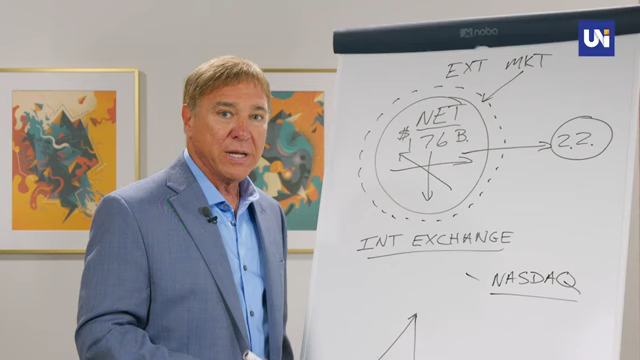 UNi
nobo
EXT MKT
NET
$176 B.
2.2.
INT EXCHANGE
NASDAQ